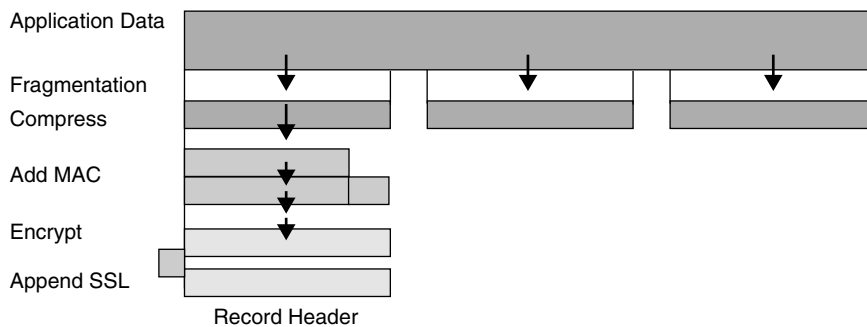 Application Data
Fragmentation
Compress
Add MAC
Encrypt
Append SSL
Record Header